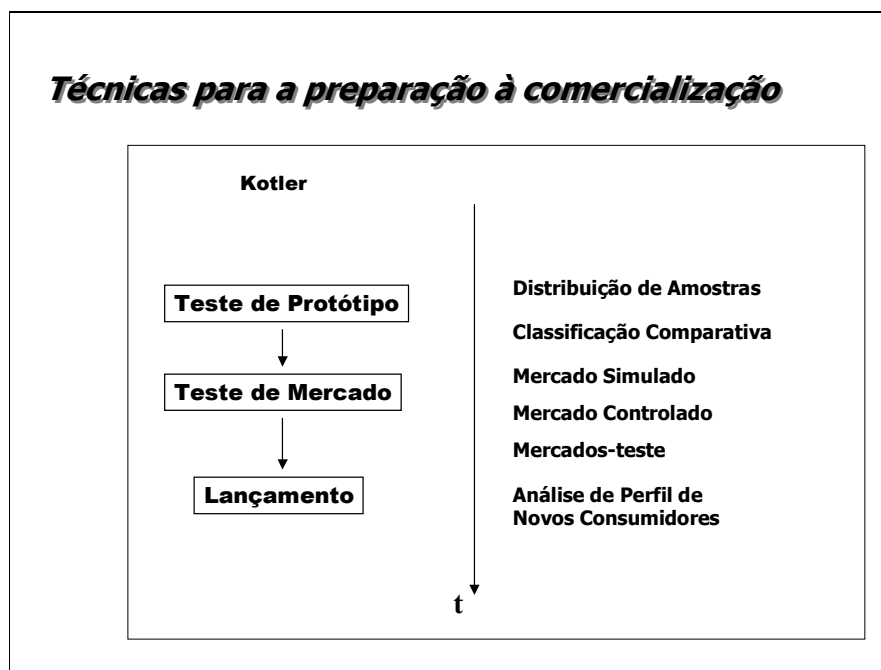 Técnicas para a preparação à comercialização
Kotler
Teste de Protótipo
Teste de Mercado
Lançamento
Distribuição de Amostras
Classificação Comparativa
Mercado Simulado
Mercado Controlado
Mercados-teste
Análise de Perfil de
Novos Consumidores
t